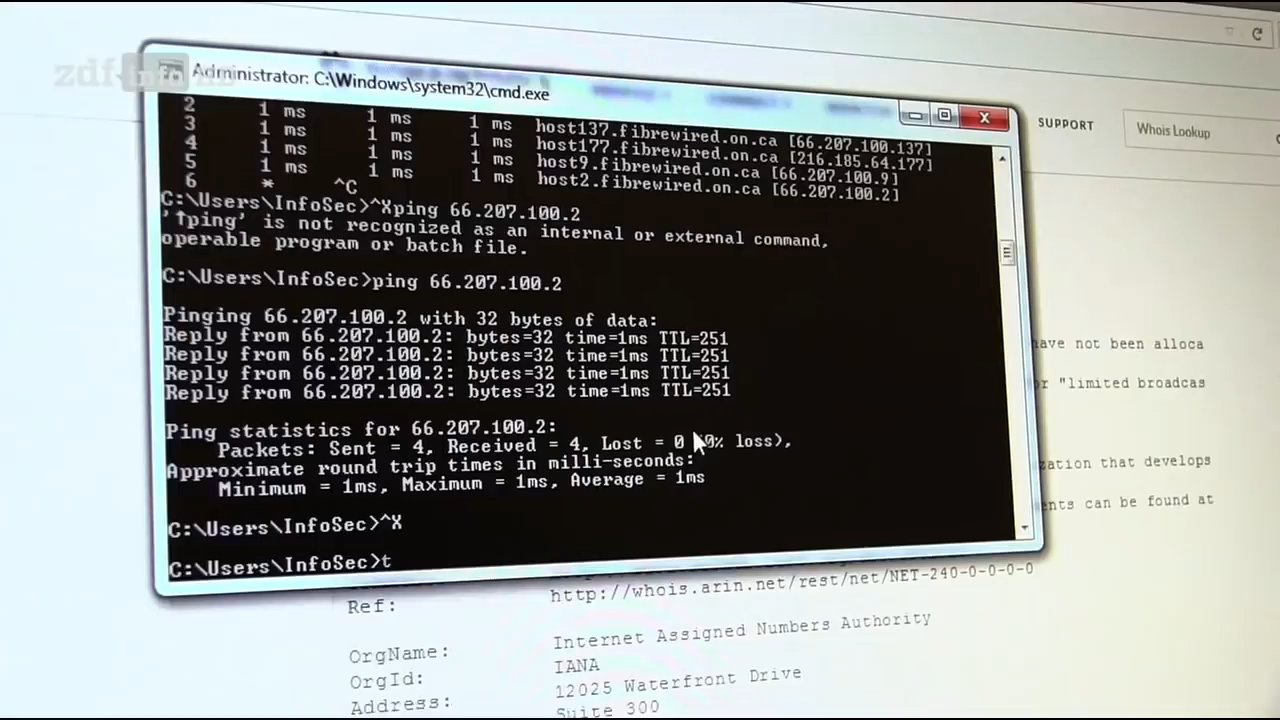 zdf info HD
Administrator: C:\Windows\system32\cmd.exe
SUPPORT
Whois Lookup
2 1 ms 1 ms 1 ms host137.fibrewired.on.ca [66.207.100.137]
3 1 ms 1 ms 1 ms host177.fibrewired.on.ca [216.185.64.177]
4 1 ms 1 ms 1 ms host9.fibrewired.on.ca [66.207.100.9]
5 1 ms 1 ms 1 ms host2.fibrewired.on.ca [66.207.100.2]
6 * ^C
C:\Users\InfoSec>^Xping 66.207.100.2
'↑ping' is not recognized as an internal or external command,
operable program or batch file.
C:\Users\InfoSec>ping 66.207.100.2
Pinging 66.207.100.2 with 32 bytes of data:
Reply from 66.207.100.2: bytes=32 time=1ms TTL=251
Reply from 66.207.100.2: bytes=32 time=1ms TTL=251
Reply from 66.207.100.2: bytes=32 time=1ms TTL=251
Reply from 66.207.100.2: bytes=32 time=1ms TTL=251
Ping statistics for 66.207.100.2:
Packets: Sent = 4, Received = 4, Lost = 0 (0% loss),
Approximate round trip times in milli-seconds:
Minimum = 1ms, Maximum = 1ms, Average = 1ms
C:\Users\InfoSec>^X
C:\Users\InfoSec>t
have not been alloca
or "limited broadcas
zation that develops
ents can be found at
Ref: http://whois.arin.net/rest/net/NET-240-0-0-0-0
OrgName: Internet Assigned Numbers Authority
OrgId: IANA
Address: 12025 Waterfront Drive
Suite 300